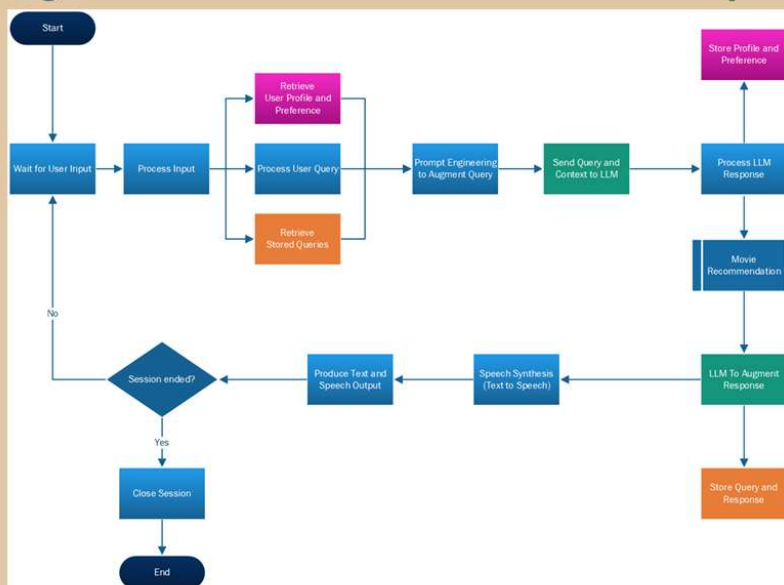 Start
Retrieve
User Profile and
Preference
Store Profile and
Preference
Wait for User Input
Process Input
Process User Query
Prompt Engineering
to Augment Query
Send Query and
Context to LLM
Process LLM
Response
Retrieve
Stored Queries
Movie
Recommendation
No
Session ended?
Produce Text and
Speech Output
Speech Synthesis
(Text to Speech)
LLM To Augment
Response
Yes
Close Session
Store Query and
Response
End